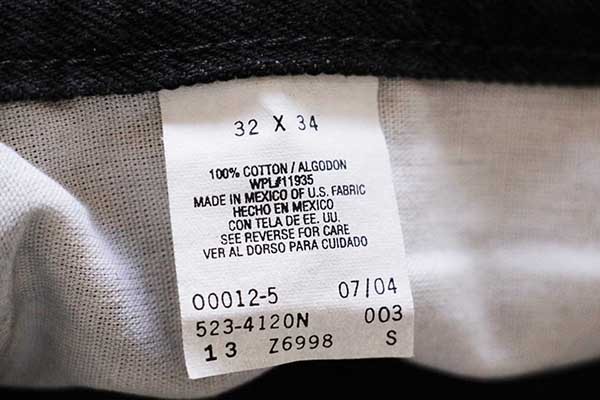 32 X 34
100% COTTON / ALGODON
WPL#11935
MADE IN MEXICO OF U.S. FABRIC
HECHO EN MEXICO
CON TELA DE EE. UU.
SEE REVERSE FOR CARE
VER AL DORSO PARA CUIDADO
00012-5 07/04
523-4120N 003
13 Z6998 S